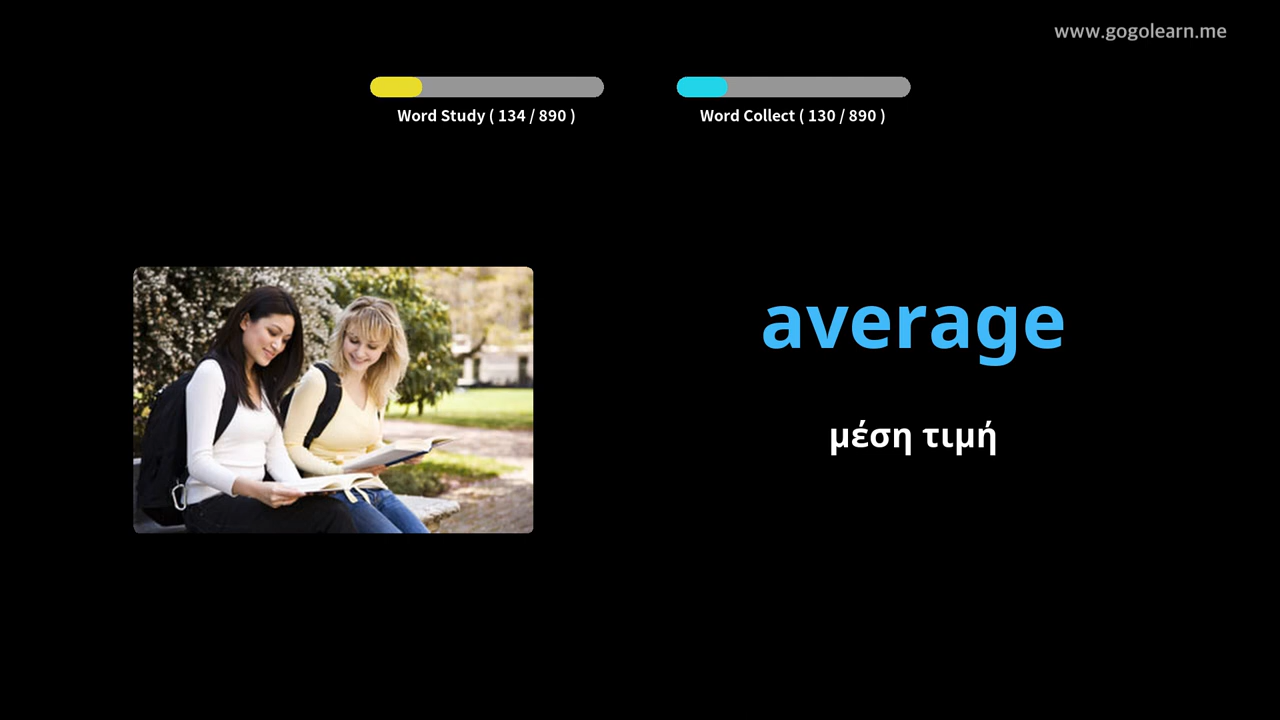 www.gogolearn.me
Word Study ( 134 / 890 )
Word Collect ( 130 / 890 )
average
μέση τιμή